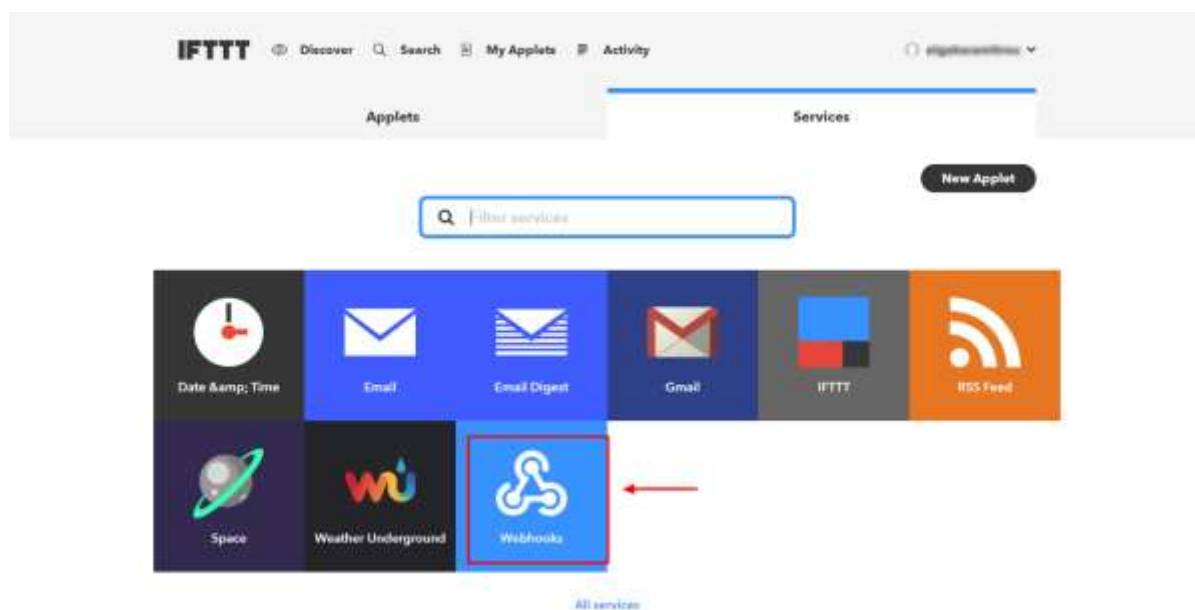 IFTTT Discover Search My Applets Activity
Applets Services
New Applet
Filter services
Date &amp; Time Email Email Digest Gmail IFTTT RSS Feed
Space Weather Underground Webhooks
All services